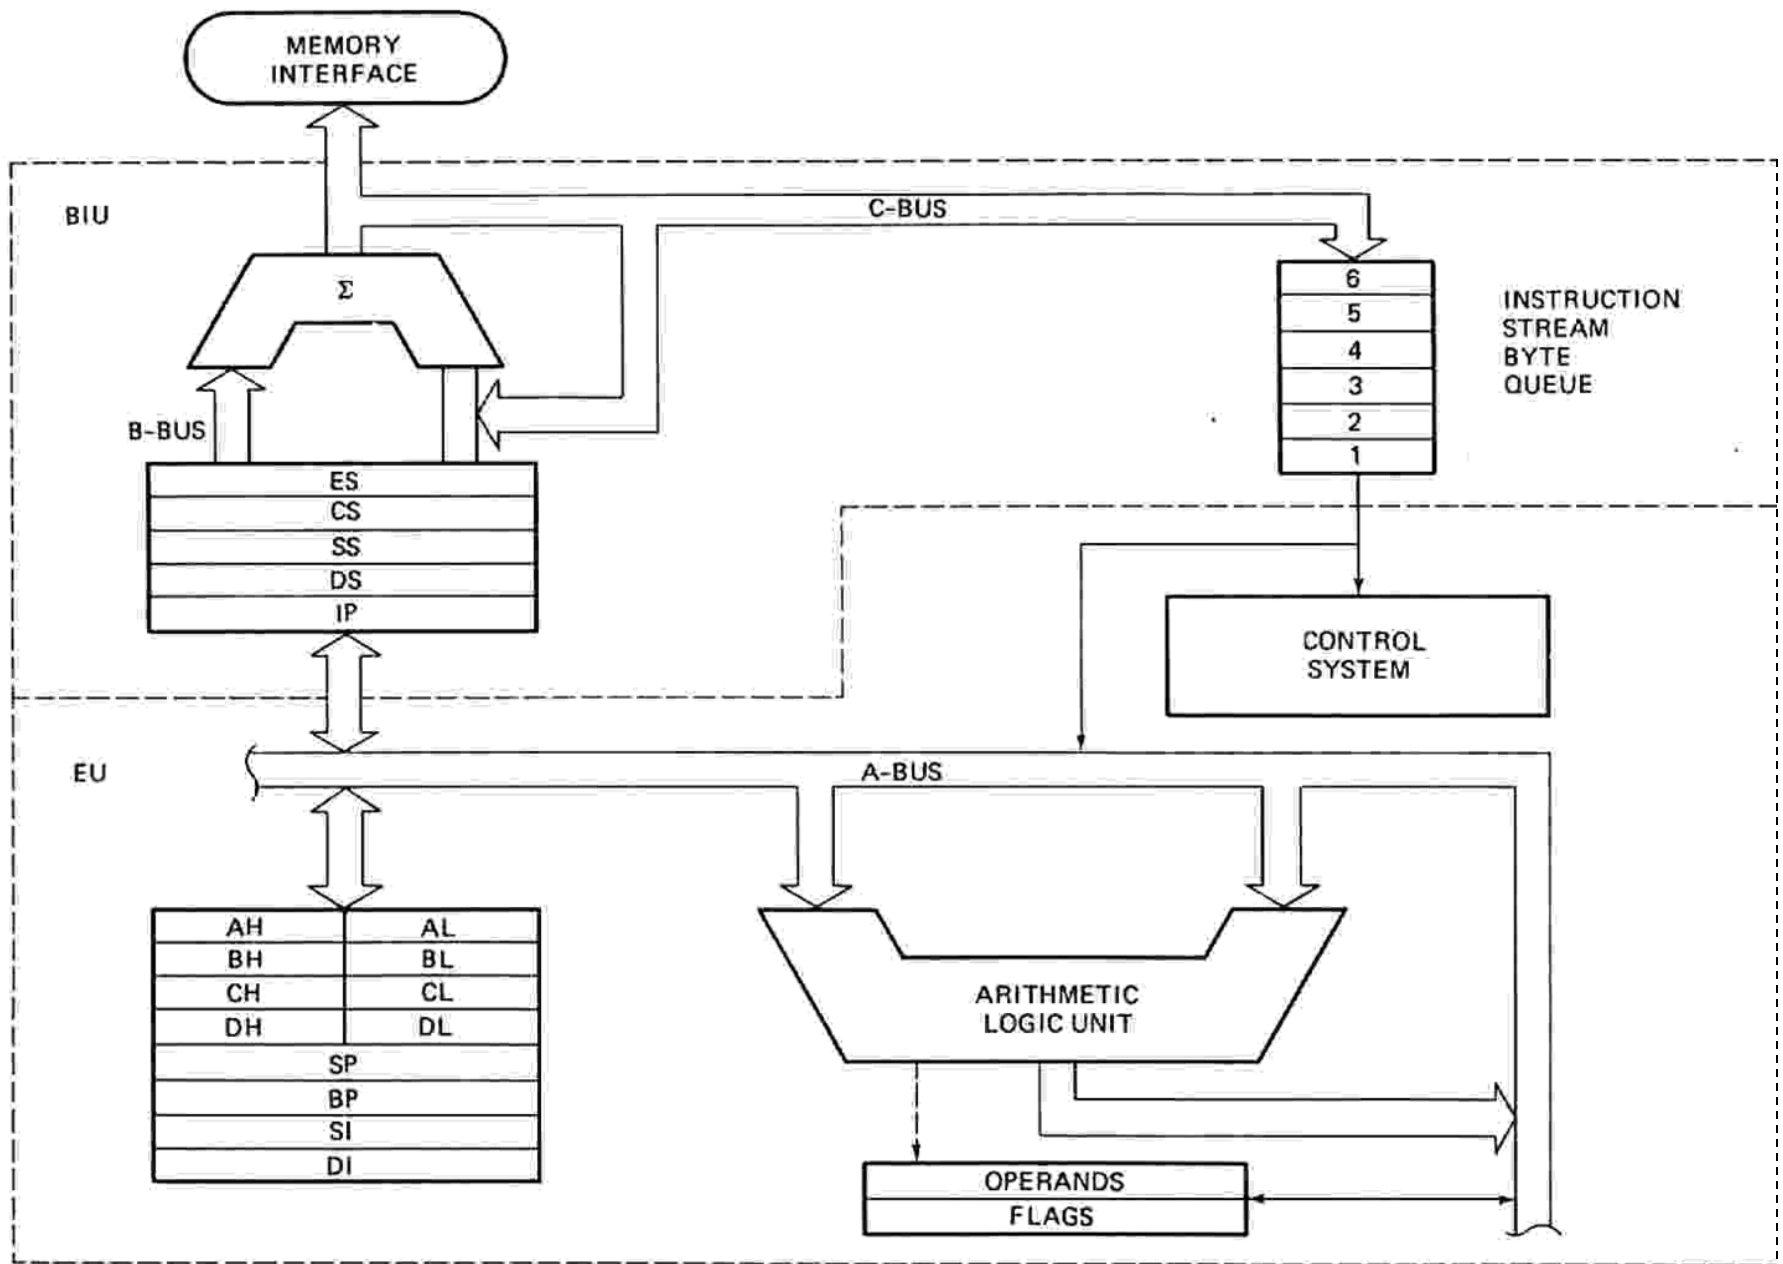 MEMORY
INTERFACE
BIU
C-BUS
Σ
B-BUS
6
5
4
3
2
1
INSTRUCTION
STREAM
BYTE
QUEUE
ES
CS
SS
DS
IP
CONTROL
SYSTEM
EU
A-BUS
AH AL
BH BL
CH CL
DH DL
SP
BP
SI
DI
ARITHMETIC
LOGIC UNIT
OPERANDS
FLAGS